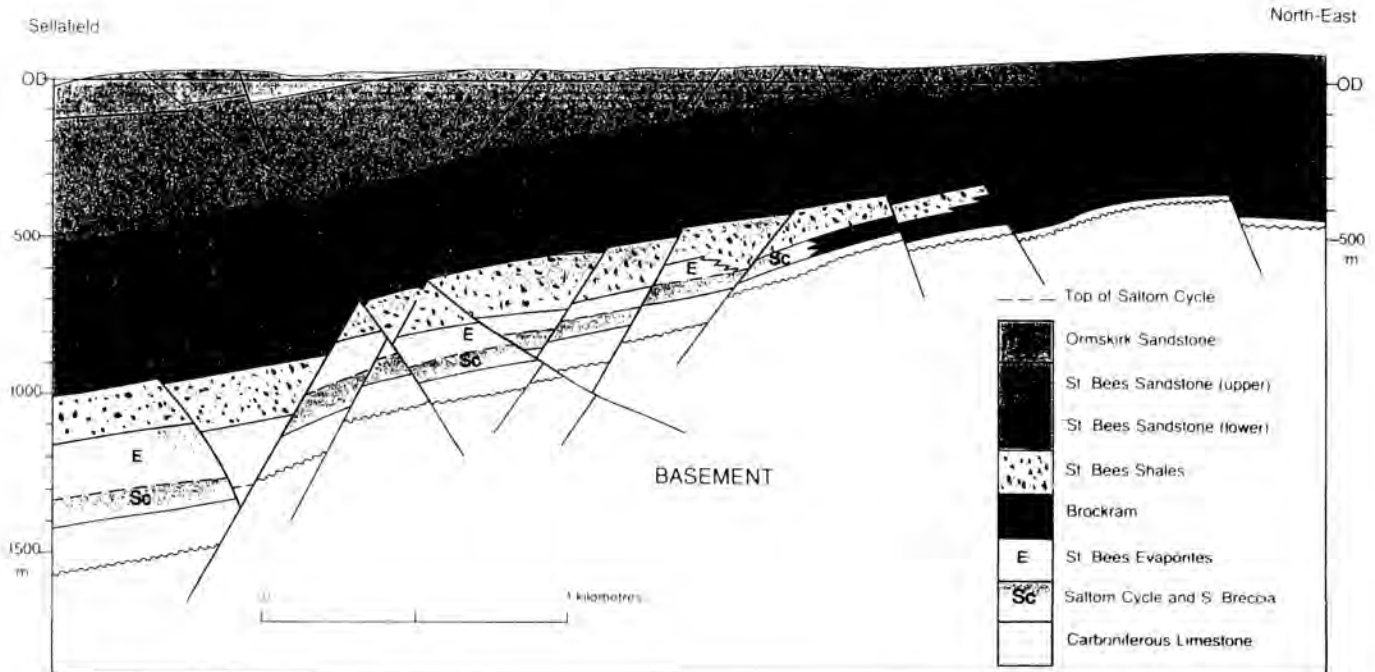 Sellafield
North-East
OD
OD
500
500
m
1000
1500
m
E
Sc
E
Sc
E
Sc
BASEMENT
kilometres
Top of Saltom Cycle
Ormskirk Sandstone
St Bees Sandstone (upper)
St Bees Sandstone (lower)
St Bees Shales
Brockram
E St Bees Evaporites
Sc Saltom Cycle and S. Breccia
Carboniferous Limestone